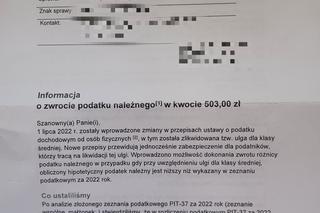 Znak sprawy
Kontakt:
Informacja
o zwrocie podatku należnego[1] w kwocie 503,00 zł
Szanowny(a) Panie(i),
1 lipca 2022 r. zostały wprowadzone zmiany w przepisach ustawy o podatku
dochodowym od osób fizycznych [2], w tym została zlikwidowana tzw. ulga dla klasy
średniej. Nowe przepisy przewidują jednocześnie zabezpieczenie dla podatników,
którzy tracą na likwidacji tej ulgi. Wprowadzono możliwość dokonania zwrotu różnicy
podatku należnego w przypadku gdy przy uwzględnieniu ulgi dla klasy średniej,
obliczony hipotetyczny podatek należny jest niższy niż wykazany w zeznaniu
podatkowym za 2022 rok.
Co ustaliliśmy
Po analizie złożonego zeznania podatkowego PIT-37 za 2022 rok (zeznanie